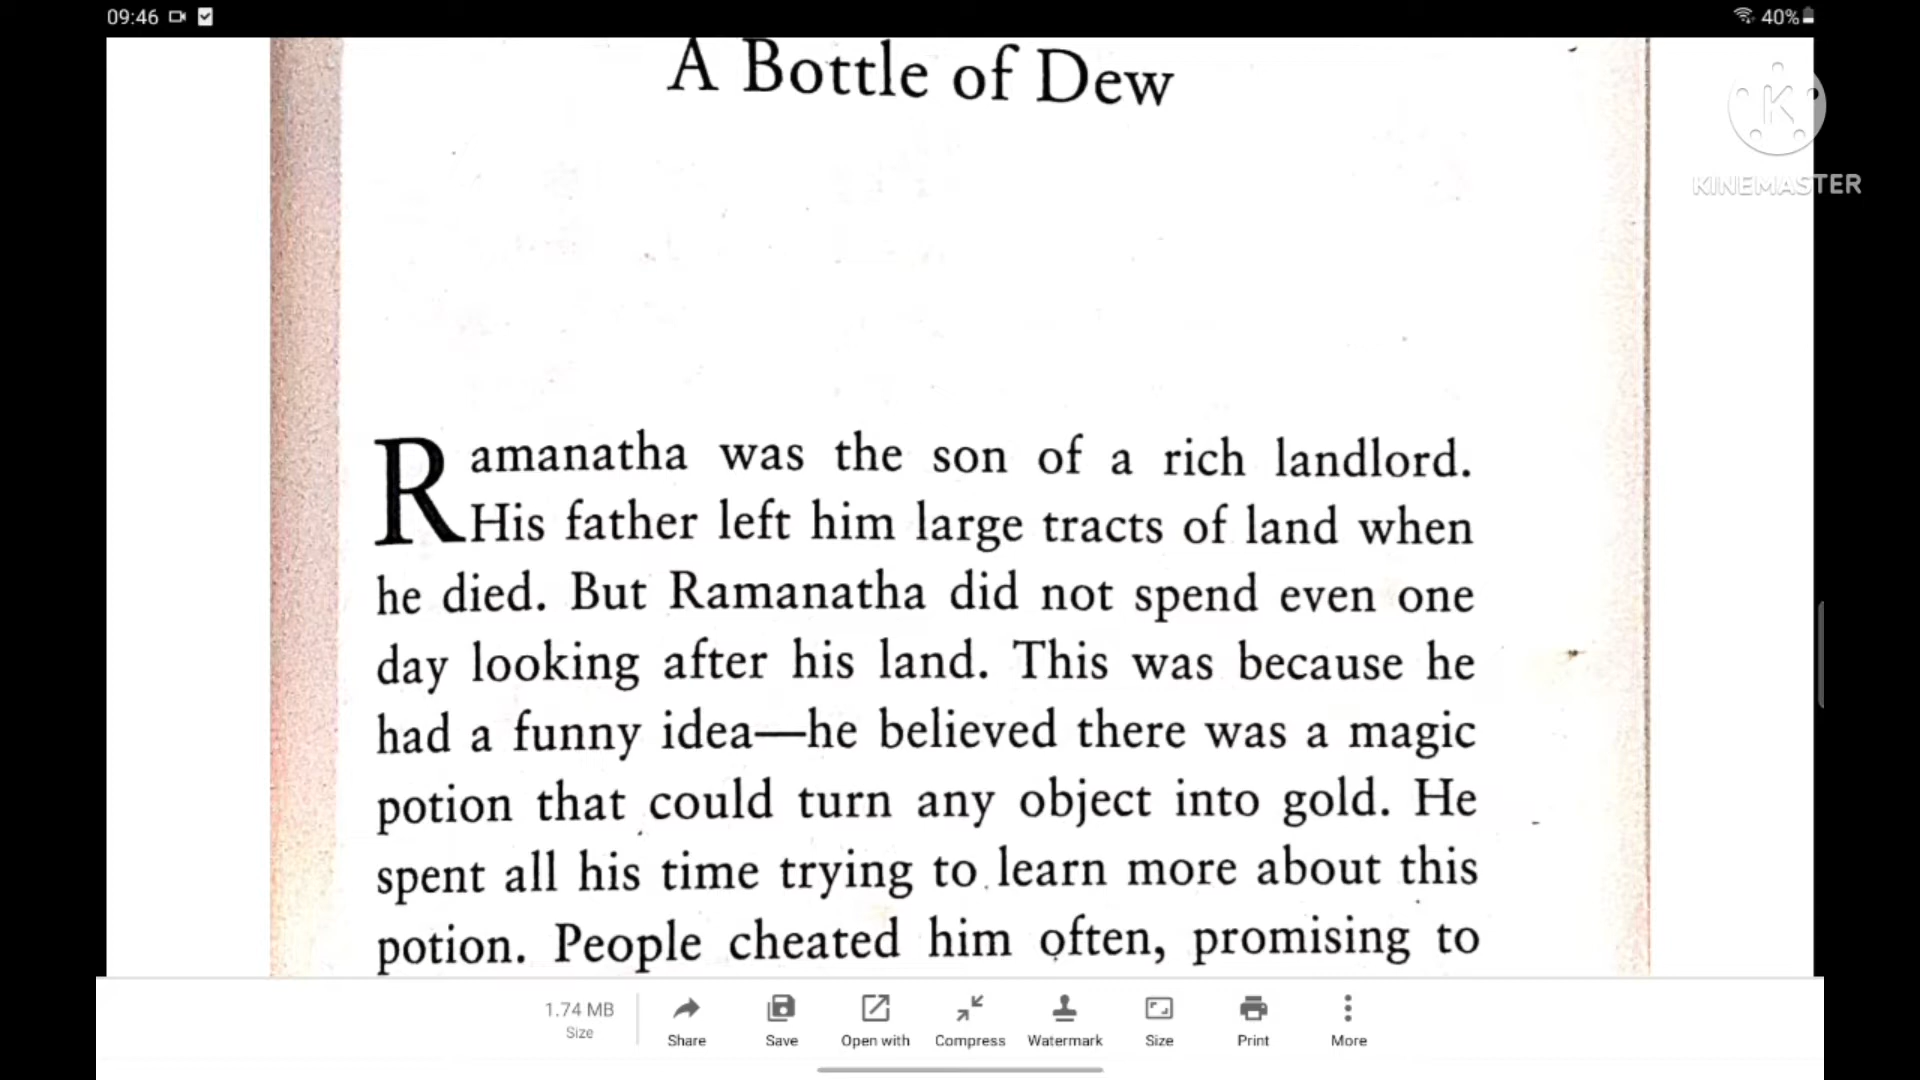 09:46
40%
A Bottle of Dew
KINEMASTER
Ramanatha was the son of a rich landlord.
His father left him large tracts of land when
he died. But Ramanatha did not spend even one
day looking after his land. This was because he
had a funny idea—he believed there was a magic
potion that could turn any object into gold. He
spent all his time trying to learn more about this
potion. People cheated him often, promising to
1.74 MB
Size
Share
Save
Open with
Compress
Watermark
Size
Print
More